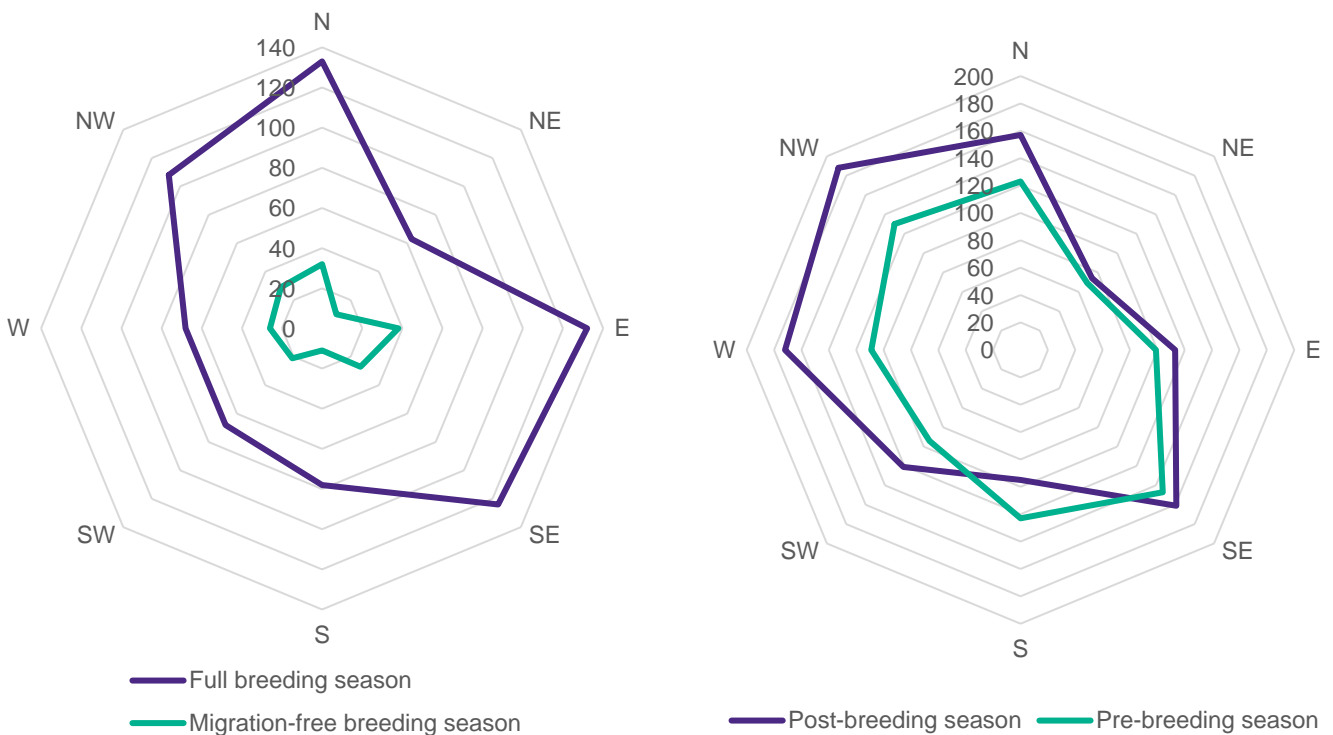 N
140
120
100
80
60
40
20
0
NE
E
SE
S
SW
W
NW
Full breeding season
Migration-free breeding season
N
200
180
160
140
120
100
80
60
40
20
0
NE
E
SE
S
SW
W
NW
Post-breeding season
Pre-breeding season